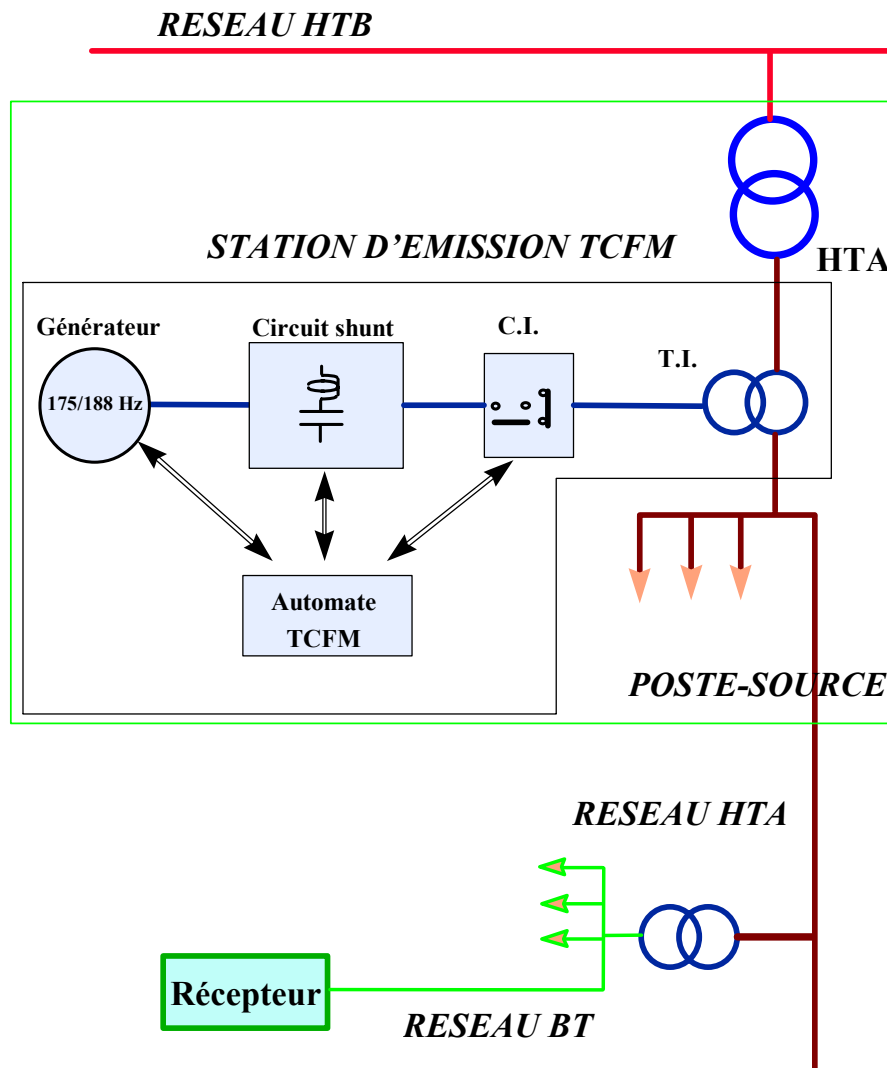 RESEAU HTB
STATION D’EMISSION TCFM
HTA
Générateur
Circuit shunt
C.I.
T.I.
175/188 Hz
Automate
TCFM
POSTE-SOURCE
RESEAU HTA
Récepteur
RESEAU BT